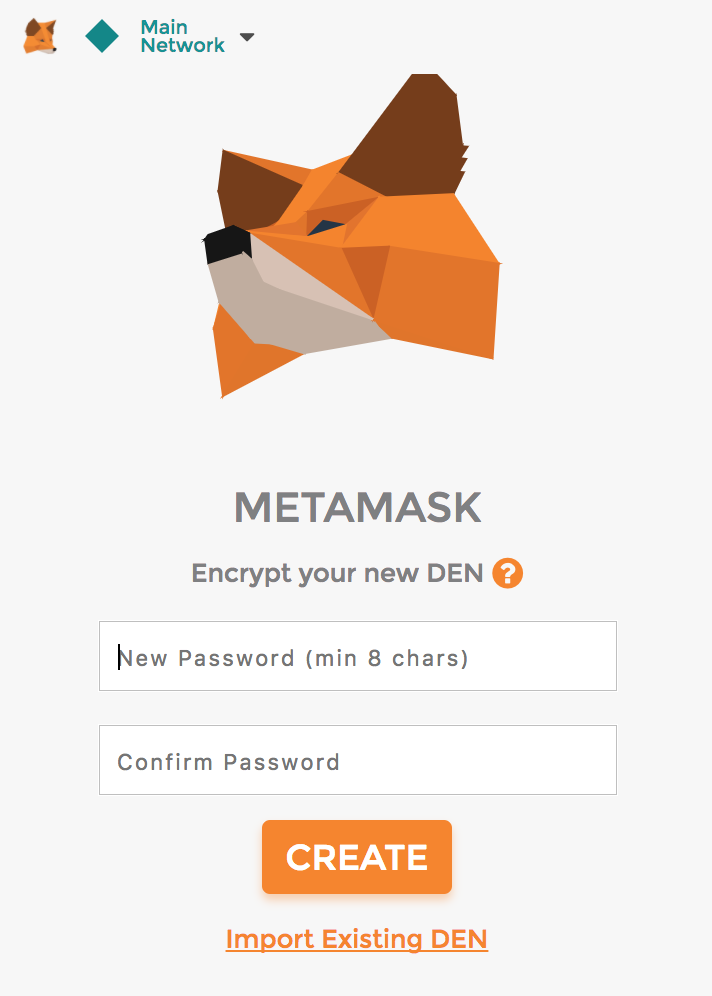 Main
Network
METAMASK
Encrypt your new DEN ?
New Password (min 8 chars)
Confirm Password
CREATE
Import Existing DEN